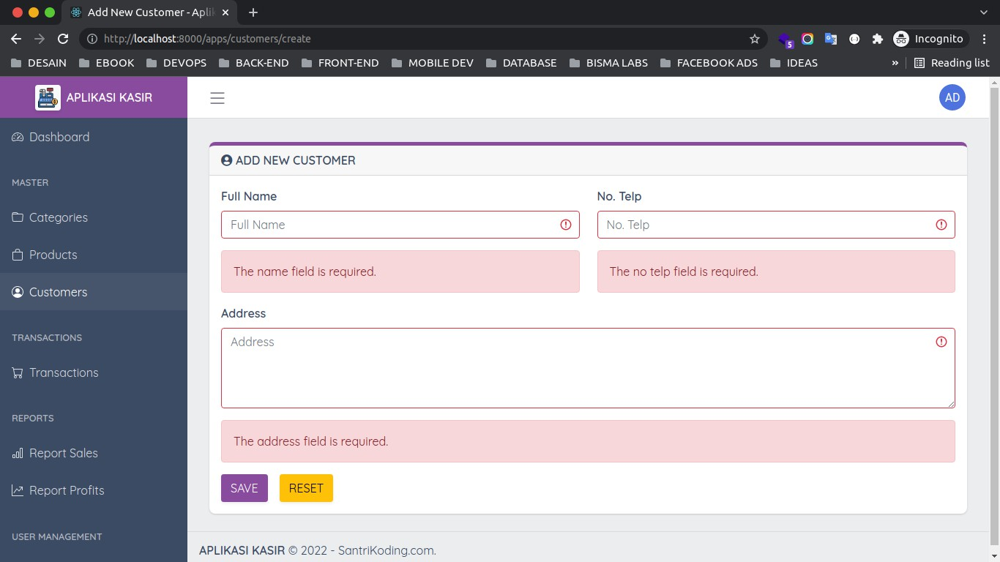 Add New Customer - Apli
http://localhost:8000/apps/customers/create
5
Incognito
DESAIN EBOOK DEVOPS BACK-END FRONT-END MOBILE DEV DATABASE BISMA LABS FACEBOOK ADS IDEAS » Reading list
APLIKASI KASIR
AD
Dashboard
MASTER
Categories
Products
Customers
TRANSACTIONS
Transactions
REPORTS
Report Sales
Report Profits
USER MANAGEMENT
ADD NEW CUSTOMER
Full Name No. Telp
Full Name No. Telp
The name field is required. The no telp field is required.
Address
Address
The address field is required.
SAVE RESET
APLIKASI KASIR © 2022 - SantriKoding.com.